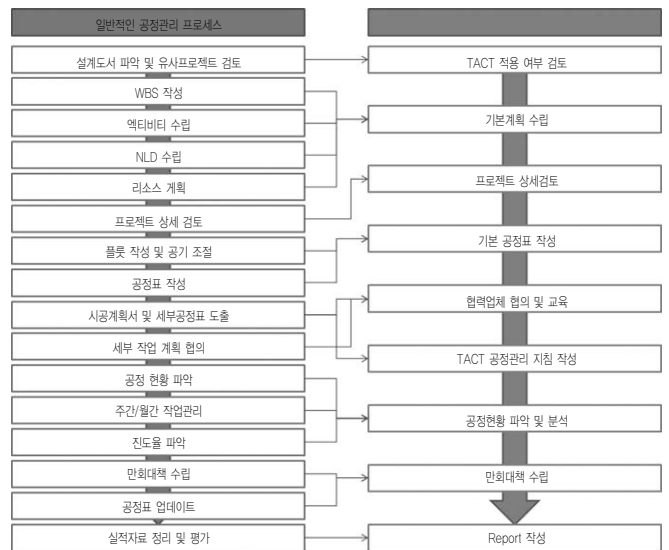 일반적인 공정관리 프로세스
설계도서 파악 및 유사프로젝트 검토
WBS 작성
엑티비티 수립
NLD 수립
리소스 게획
프로젝트 상세 검토
플롯 작성 및 공기 조절
공정표 작성
시공계획서 및 세부공정표 도출
세부 작업 계획 협의
공정 현황 파악
주간/월간 작업관리
진도율 파악
만회대책 수립
공정표 업데이트
실적자료 정리 및 평가
TACT 적용 여부 검토
기본계획 수립
프로젝트 상세검토
기본 공정표 작성
협력업체 협의 및 교육
TACT 공정관리 지침 작성
공정현황 파악 및 분석
만회대책 수립
Report 작성